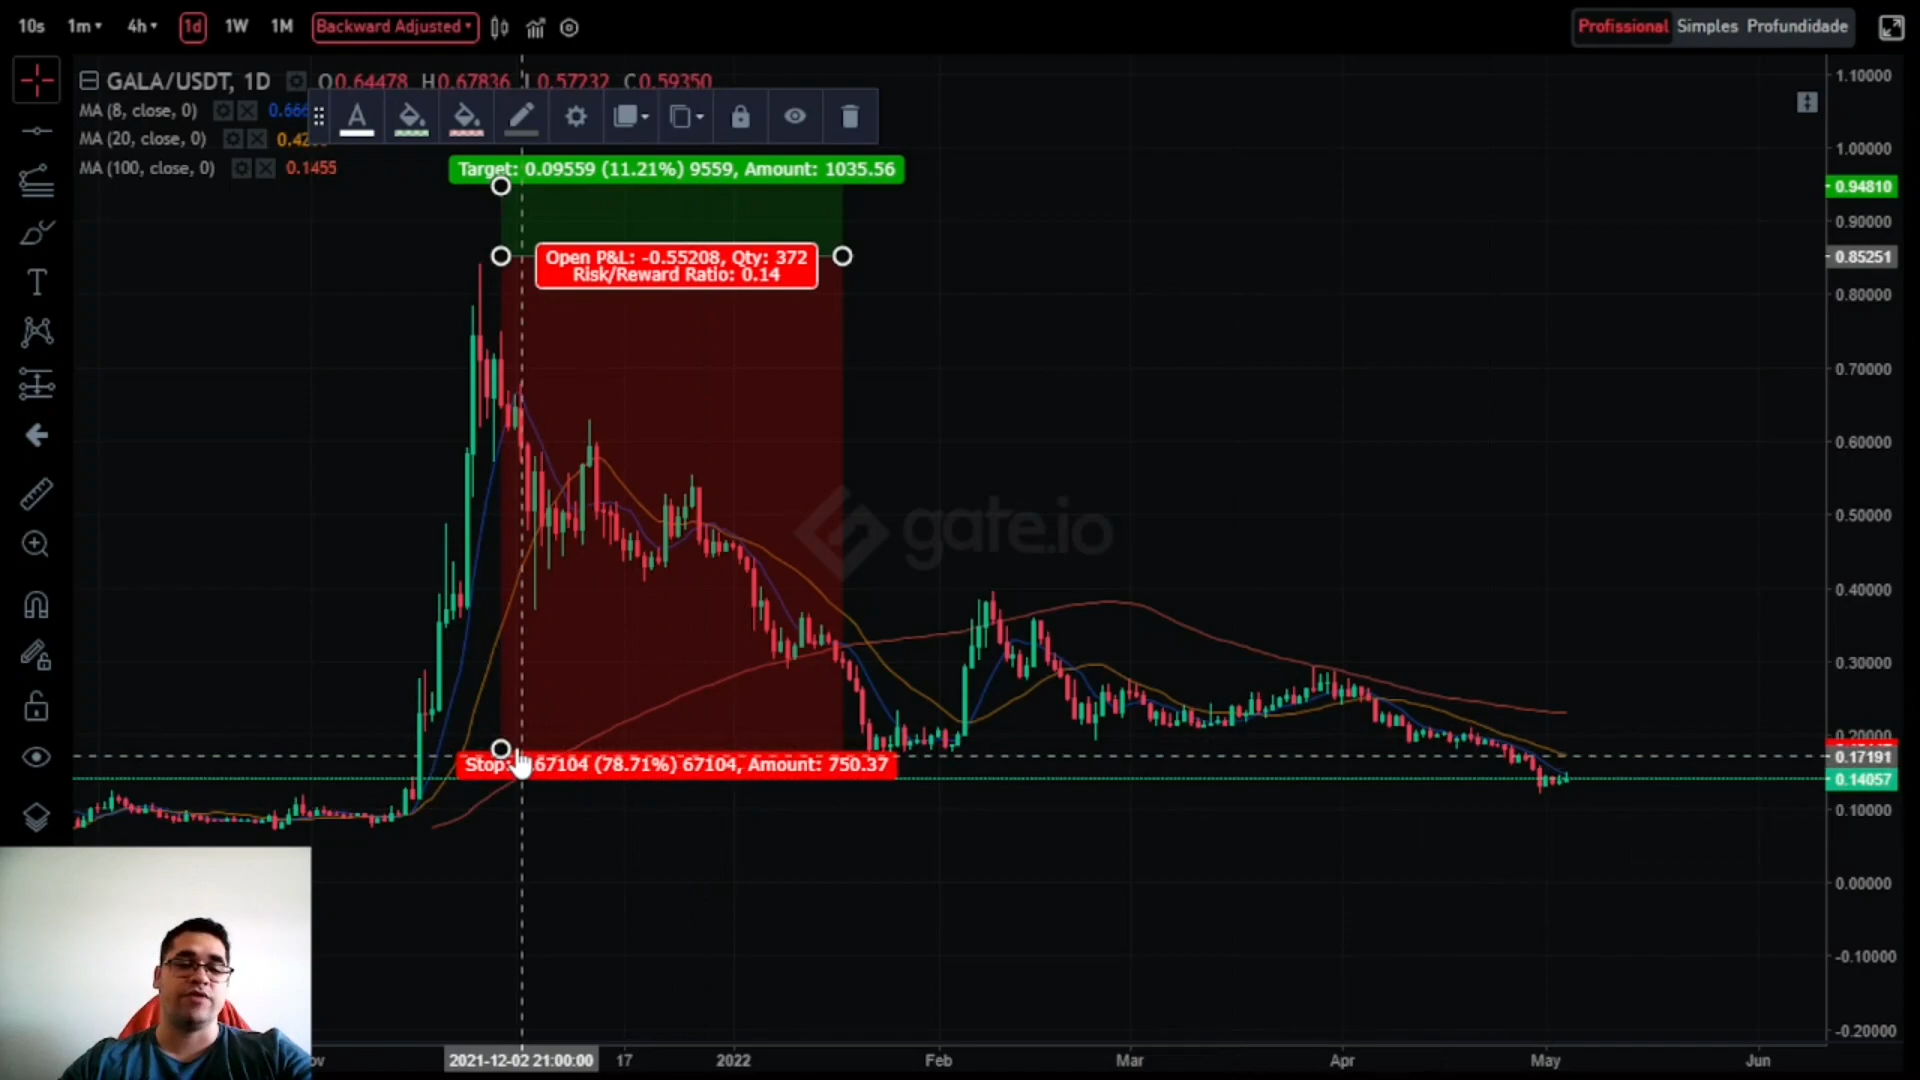 10s 1m 4h 1d 1W 1M Backward Adjusted Profissional Simples Profundidade
GALA/USDT, 1D O0.64478 H0.67836 L0.57232 C0.59350
MA (8, close, 0)
MA (20, close, 0)
MA (100, close, 0) 0.1455
A
T
Target: 0.09559 (11.21%) 9559, Amount: 1035.56
Open P&L: -0.55208, Qty: 372
Risk/Reward Ratio: 0.14
gate.io
67104 (78.71%) 67104, Amount: 750.37
1.10000
1.00000
0.94810
0.90000
0.85251
0.80000
0.70000
0.60000
0.50000
0.40000
0.30000
0.20000
0.17191
0.14057
0.10000
0.00000
-0.10000
-0.20000
2021-12-02 21:00:00 17 2022 Feb Mar Apr May Jun